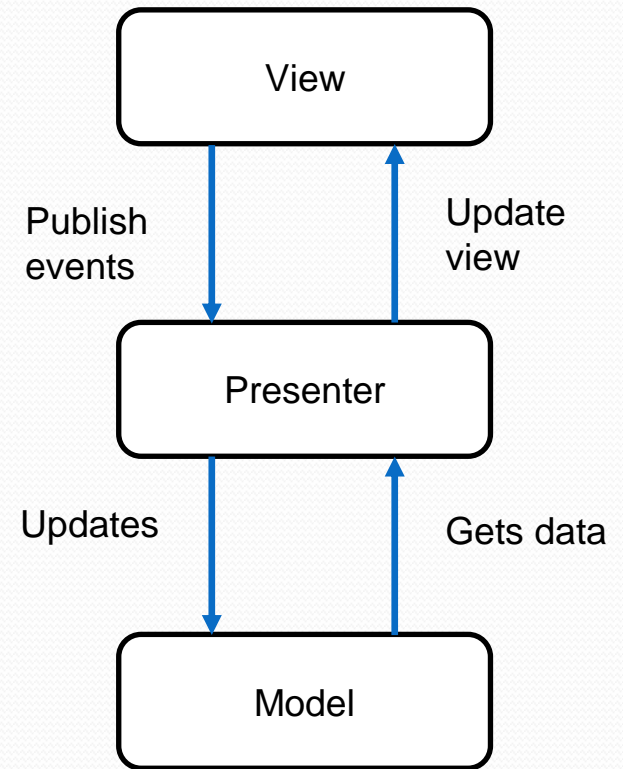 View
Publish
events
Update
view
Presenter
Updates
Gets data
Model